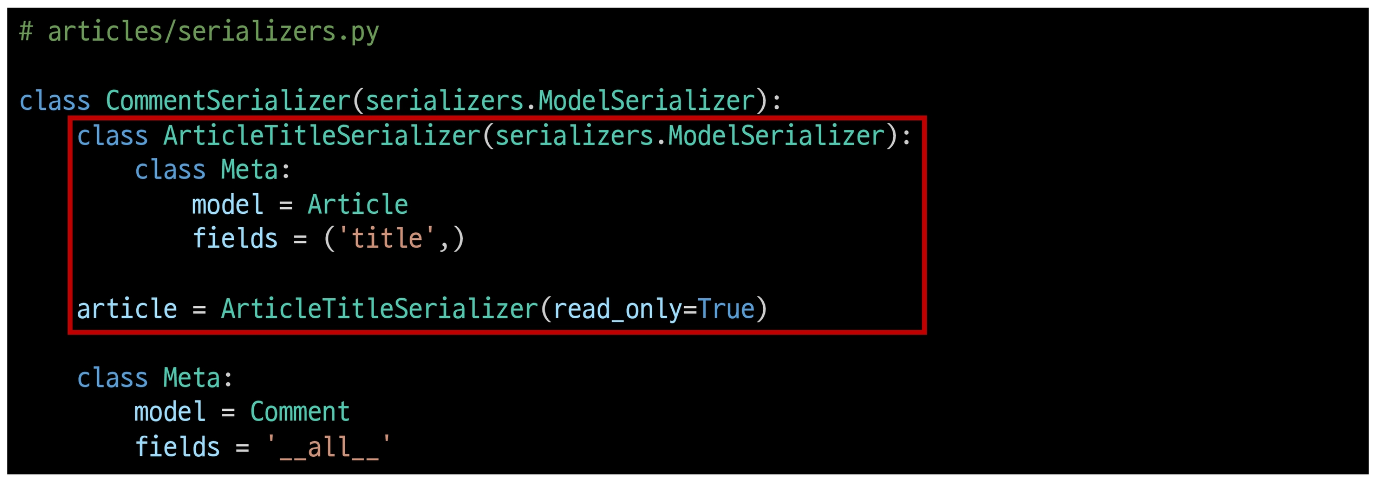 # articles/serializers.py
class CommentSerializer(serializers.ModelSerializer):
    class ArticleTitleSerializer(serializers.ModelSerializer):
        class Meta:
            model = Article
            fields = ('title',)
    article = ArticleTitleSerializer(read_only=True)
    class Meta:
        model = Comment
        fields = '__all__'